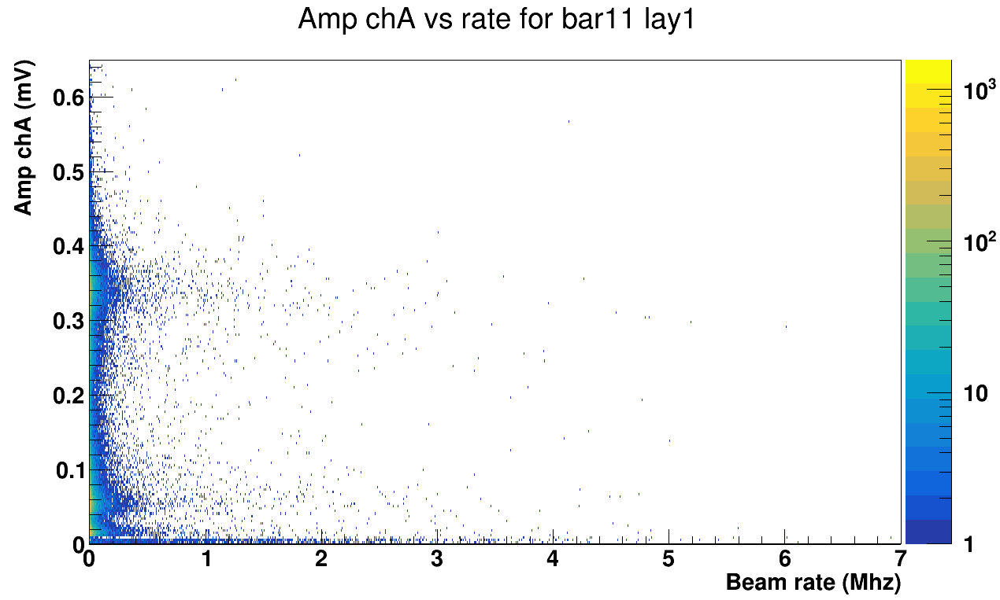 Amp chA vs rate for bar11 lay1
Amp chA (mV)
0.6
0.5
0.4
0.3
0.2
0.1
0
0 1 2 3 4 5 6 7
Beam rate (Mhz)
10³
10²
10
1